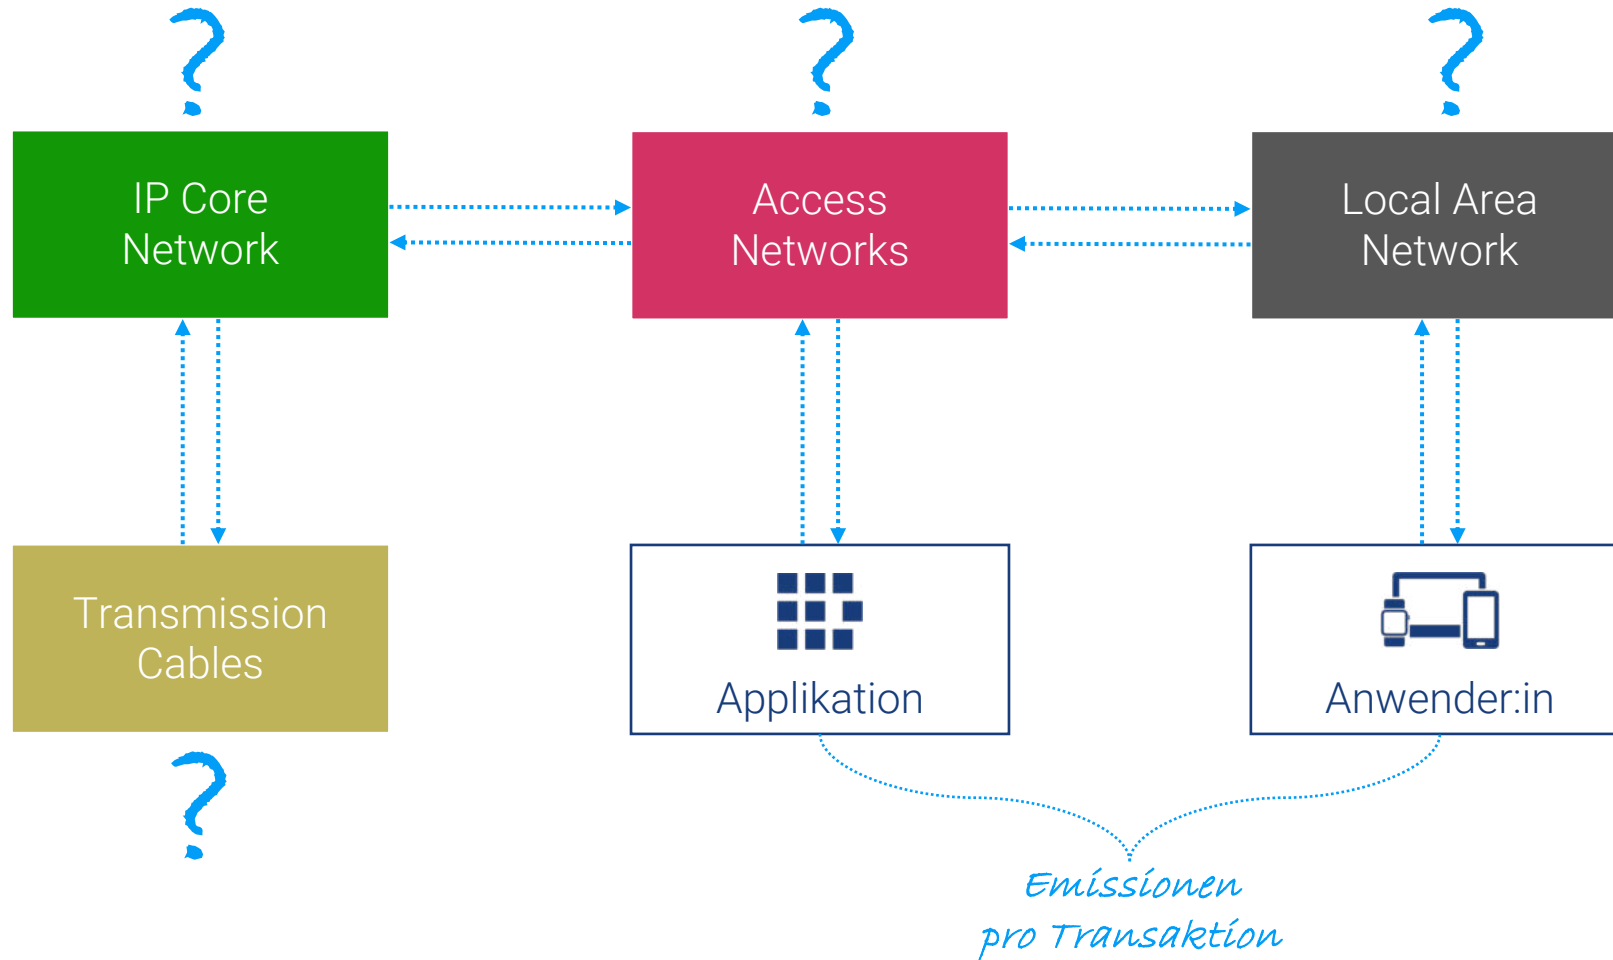 ?
?
?
IP Core
Network
Access
Networks
Local Area
Network
Transmission
Cables
Applikation
Anwender:in
?
Emissionen
pro Transaktion